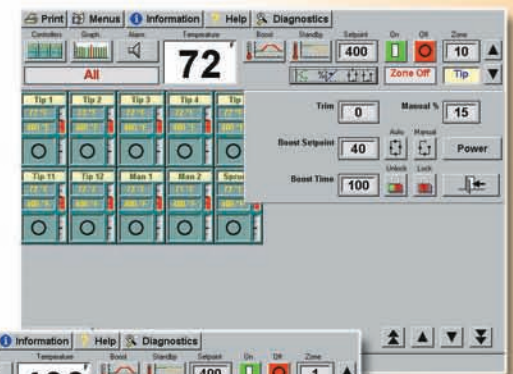 Print Menus Information Help Diagnostics
Controllers Graph Alarm Temperature Boost Standby Setpoint On Off Zone
72 °F 400 10
All Zone Off Tip
Tip 1 Tip 2 Tip 3 Tip 4 Tip
Trim 0 Manual % 15
Auto Manual
Boost Setpoint 40 Power
Unlock Lock
Boost Time 100
Tip 11 Tip 12 Man 1 Man 2 Sprue
Information Help Diagnostics
Temperature Boost Standby Setpoint On Off Zone
400 1